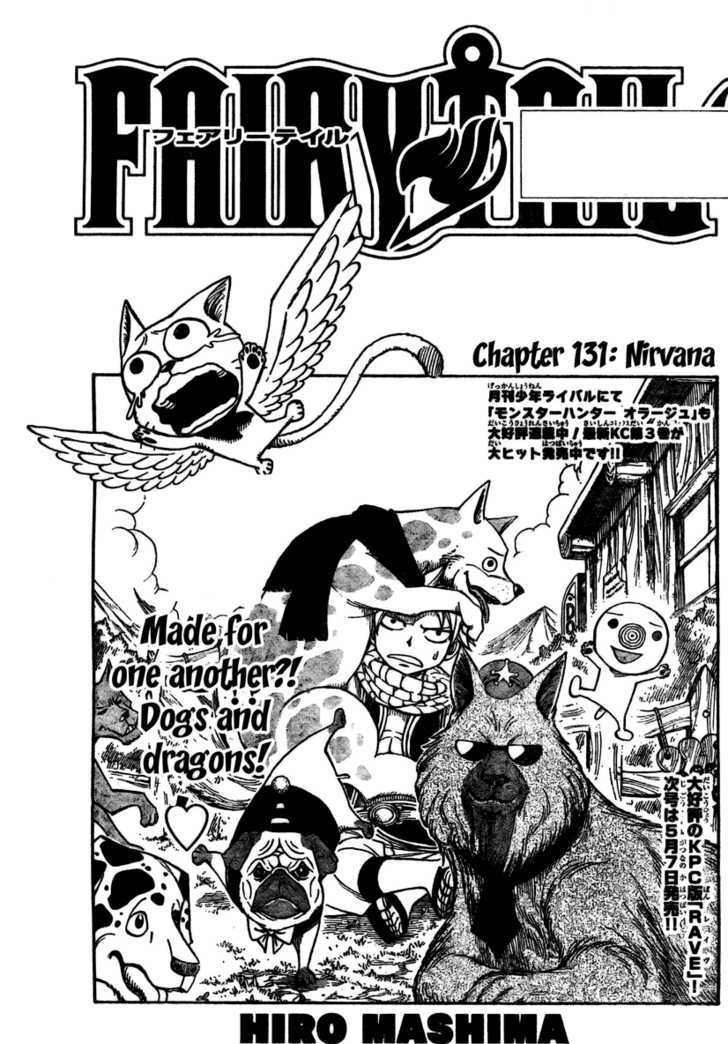 FAIRY TAIL
『フェアリーテイル
Chapter 131: Nirvana
月刊少年ライバルにて
「モンスターハンター オラージュ」も
大好評連載中!最新KC第3巻が
大ヒット発売中です!!
Made for
one another?!
Dogs and
dragons!
大好評のKPC版「RAVE」!
次号は5月7日発売!!
HIRO MASHIMA